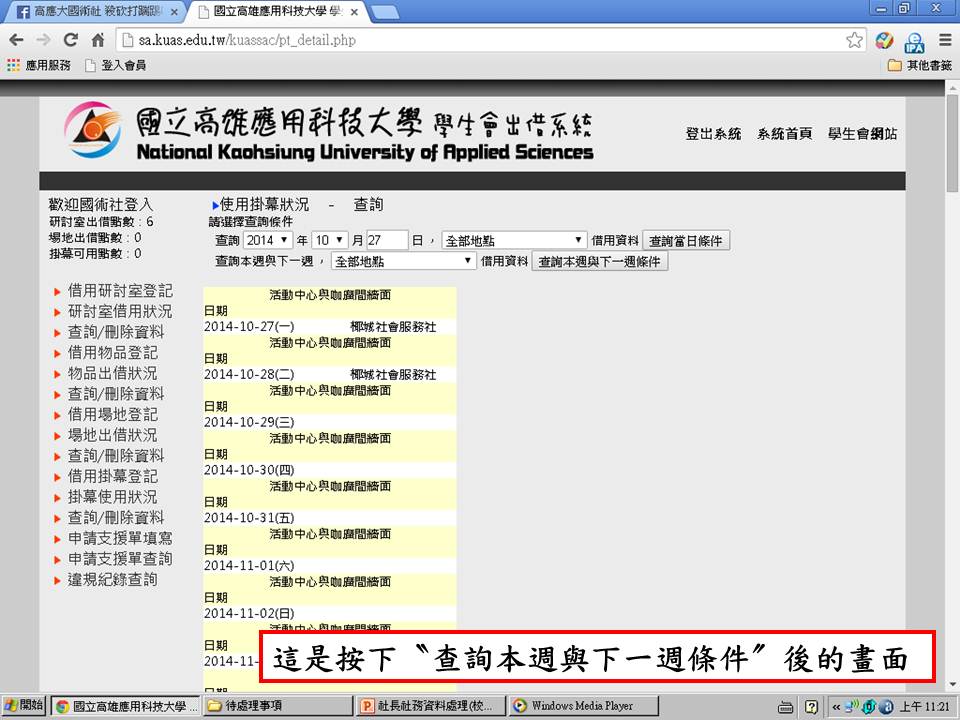 高應大國術社 殺砍打踢跟
國立高雄應用科技大學 學
sa.kuas.edu.tw/kuassac/pt_detail.php
應用服務 登入會員 其他書籤
國立高雄應用科技大學 學生會出借系統
National Kaohsiung University of Applied Sciences
登出系統 系統首頁 學生會網站
歡迎國術社登入
研討室出借點數：6
場地出借點數：0
掛幕可用點數：0
借用研討室登記
研討室借用狀況
查詢/刪除資料
借用物品登記
物品出借狀況
查詢/刪除資料
借用場地登記
場地出借狀況
查詢/刪除資料
借用掛幕登記
掛幕使用狀況
查詢/刪除資料
申請支援單填寫
申請支援單查詢
違規紀錄查詢
使用掛幕狀況 - 查詢
請選擇查詢條件
查詢 2014 年 10 月 27 日， 全部地點 借用資料 查詢當日條件
查詢本週與下一週， 全部地點 借用資料 查詢本週與下一週條件
活動中心與咖廣間牆面
日期
2014-10-27(一) 椰城社會服務社
活動中心與咖廣間牆面
日期
2014-10-28(二) 椰城社會服務社
活動中心與咖廣間牆面
日期
2014-10-29(三)
活動中心與咖廣間牆面
日期
2014-10-30(四)
活動中心與咖廣間牆面
日期
2014-10-31(五)
活動中心與咖廣間牆面
日期
2014-11-01(六)
活動中心與咖廣間牆面
日期
2014-11-02(日)
活動中心與咖廣間牆面
日期
2014-11-
日期
這是按下〝查詢本週與下一週條件〞後的畫面
開始 國立高雄應用科技大學 ... 待處理事項 社長社務資料處理(校... Windows Media Player 上午 11:21